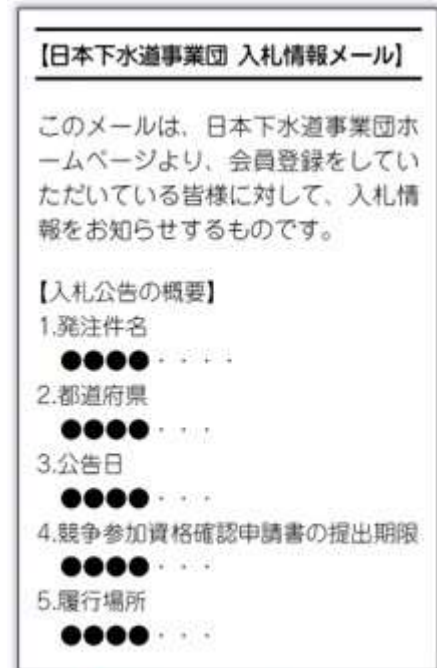 【日本下水道事業団 入札情報メール】
このメールは、日本下水道事業団ホ
ームページより、会員登録をしてい
ただいている皆様に対して、入札情
報をお知らせするものです。
【入札公告の概要】
1.発注件名
●●●●・・・・
2.都道府県
●●●●・・・
3.公告日
●●●●・・・
4.競争参加資格確認申請書の提出期限
●●●●・・・
5.履行場所
●●●●・・・